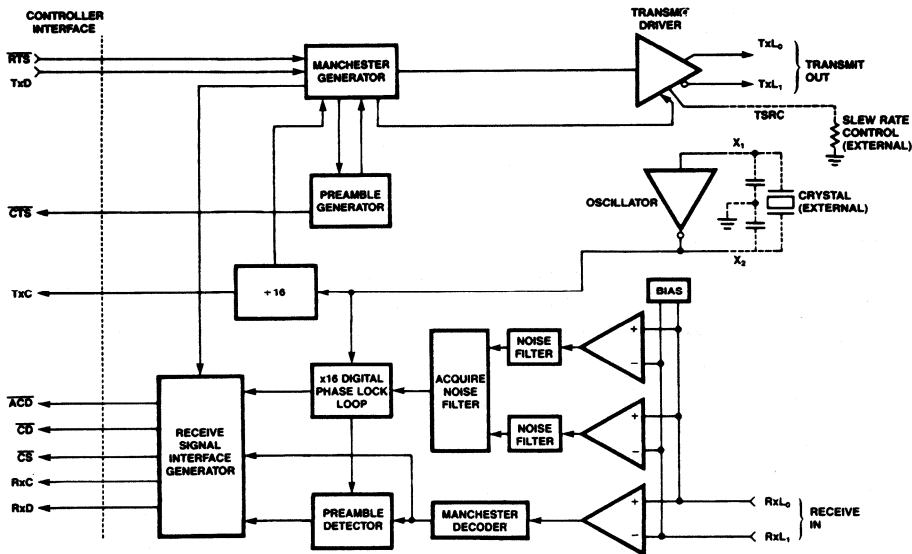 CONTROLLER
INTERFACE
RTS
TxD
CTS
TxC
ACD
CD
CS
RxC
RxD
MANCHESTER
GENERATOR
PREAMBLE
GENERATOR
÷ 16
x16 DIGITAL
PHASE LOCK
LOOP
RECEIVE
SIGNAL
INTERFACE
GENERATOR
PREAMBLE
DETECTOR
MANCHESTER
DECODER
ACQUIRE
NOISE
FILTER
NOISE
FILTER
NOISE
FILTER
BIAS
+
−
+
−
+
−
TRANSMIT
DRIVER
TxL0
TxL1
TRANSMIT
OUT
TSRC
SLEW RATE
CONTROL
(EXTERNAL)
X1
OSCILLATOR
CRYSTAL
(EXTERNAL)
X2
RxL0
RxL1
RECEIVE
IN